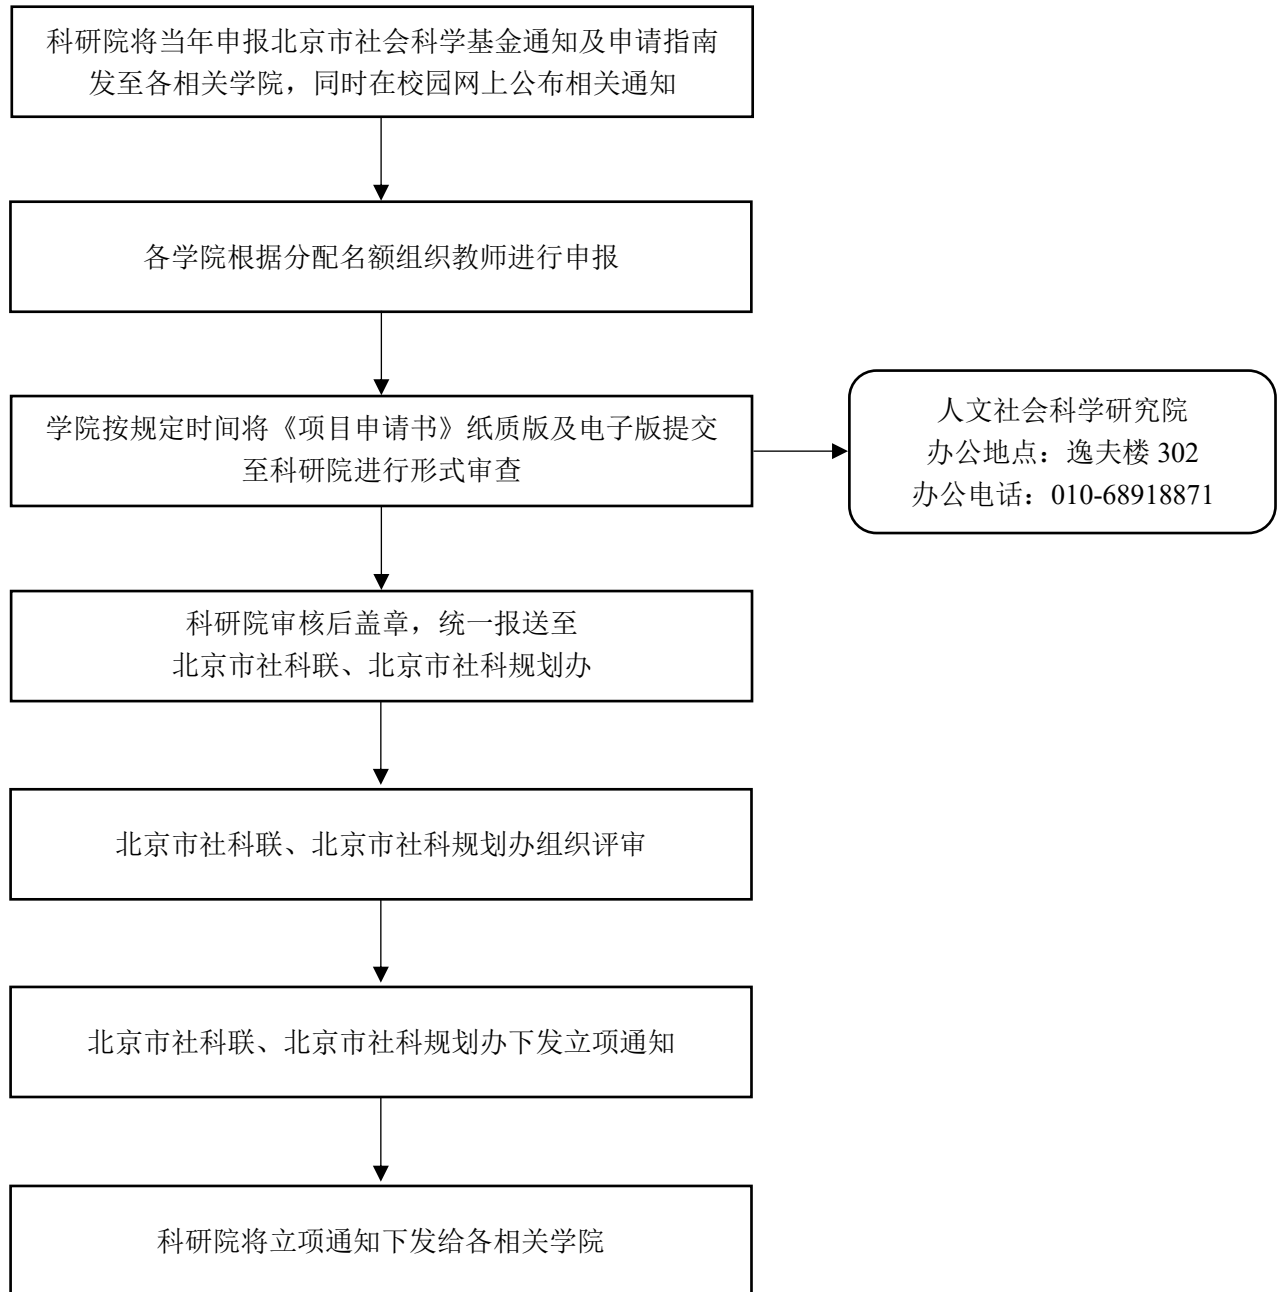 科研院将当年申报北京市社会科学基金通知及申请指南
发至各相关学院，同时在校园网上公布相关通知
各学院根据分配名额组织教师进行申报
学院按规定时间将《项目申请书》纸质版及电子版提交
至科研院进行形式审查
人文社会科学研究院
办公地点：逸夫楼 302
办公电话：010-68918871
科研院审核后盖章，统一报送至
北京市社科联、北京市社科规划办
北京市社科联、北京市社科规划办组织评审
北京市社科联、北京市社科规划办下发立项通知
科研院将立项通知下发给各相关学院